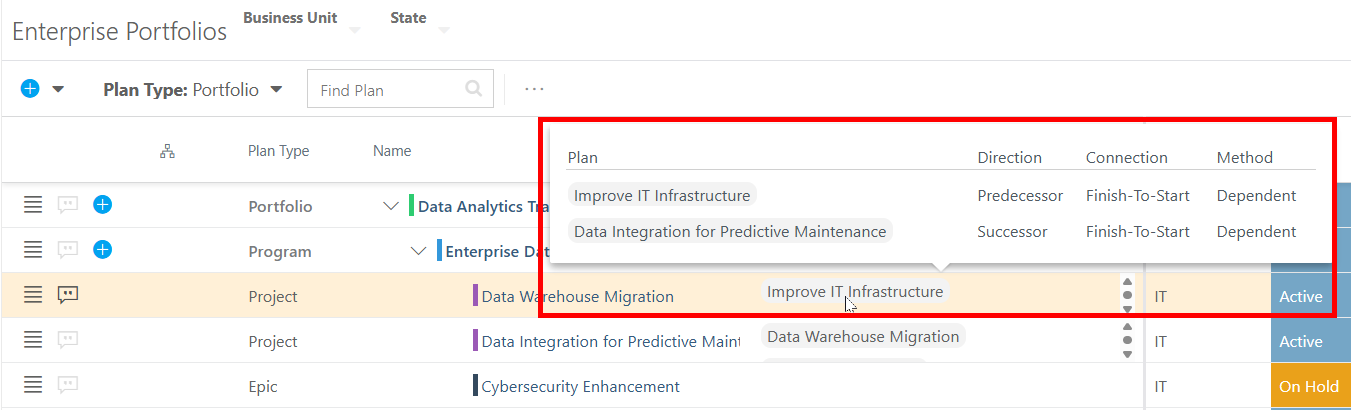 Enterprise Portfolios Business Unit State
Plan Type: Portfolio Find Plan ...
Plan Type Name
Plan Direction Connection Method
Improve IT Infrastructure Predecessor Finish-To-Start Dependent
Data Integration for Predictive Maintenance Successor Finish-To-Start Dependent
Portfolio Data Analytics Tra
Program Enterprise Dat
Project Data Warehouse Migration Improve IT Infrastructure IT Active
Project Data Integration for Predictive Maint Data Warehouse Migration IT Active
Epic Cybersecurity Enhancement IT On Hold